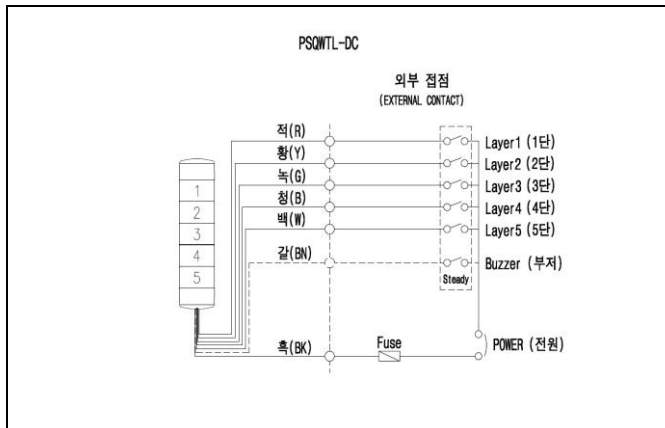 PSQWTL-DC
외부 접점
(EXTERNAL CONTACT)
적(R)
Layer1 (1단)
황(Y)
Layer2 (2단)
녹(G)
Layer3 (3단)
청(B)
Layer4 (4단)
백(W)
Layer5 (5단)
갈(BN)
Buzzer (부저)
Steady
1
2
3
4
5
흑(BK)
Fuse
POWER (전원)